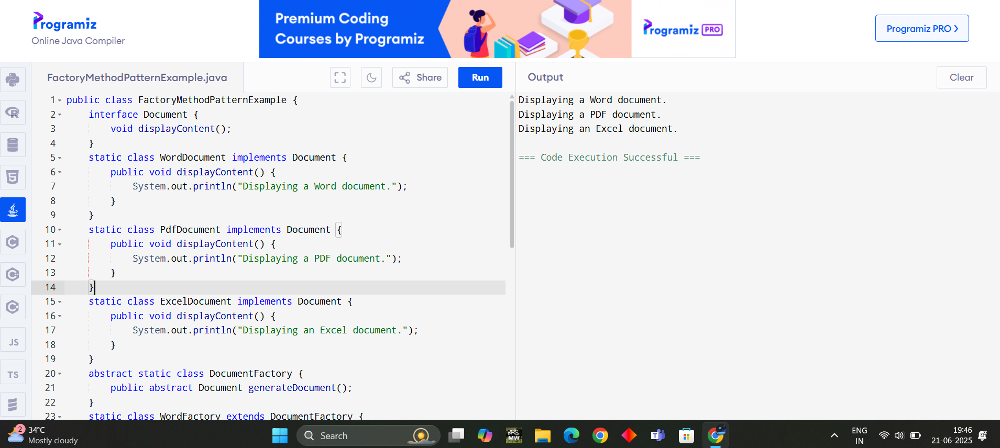 Programiz
Online Java Compiler
Premium Coding
Courses by Programiz
Programiz PRO
Programiz PRO
FactoryMethodPatternExample.java
Share
Run
Output
Clear
1 public class FactoryMethodPatternExample {
2     interface Document {
3         void displayContent();
4     }
5     static class WordDocument implements Document {
6         public void displayContent() {
7             System.out.println("Displaying a Word document.");
8         }
9     }
10     static class PdfDocument implements Document {
11         public void displayContent() {
12             System.out.println("Displaying a PDF document.");
13         }
14     }
15     static class ExcelDocument implements Document {
16         public void displayContent() {
17             System.out.println("Displaying an Excel document.");
18         }
19     }
20     abstract static class DocumentFactory {
21         public abstract Document generateDocument();
22     }
23     static class WordFactory extends DocumentFactory {
Displaying a Word document.
Displaying a PDF document.
Displaying an Excel document.
=== Code Execution Successful ===
JS
TS
2
34°C
Mostly cloudy
Search
MW
ENG
IN
19:46
21-06-2025